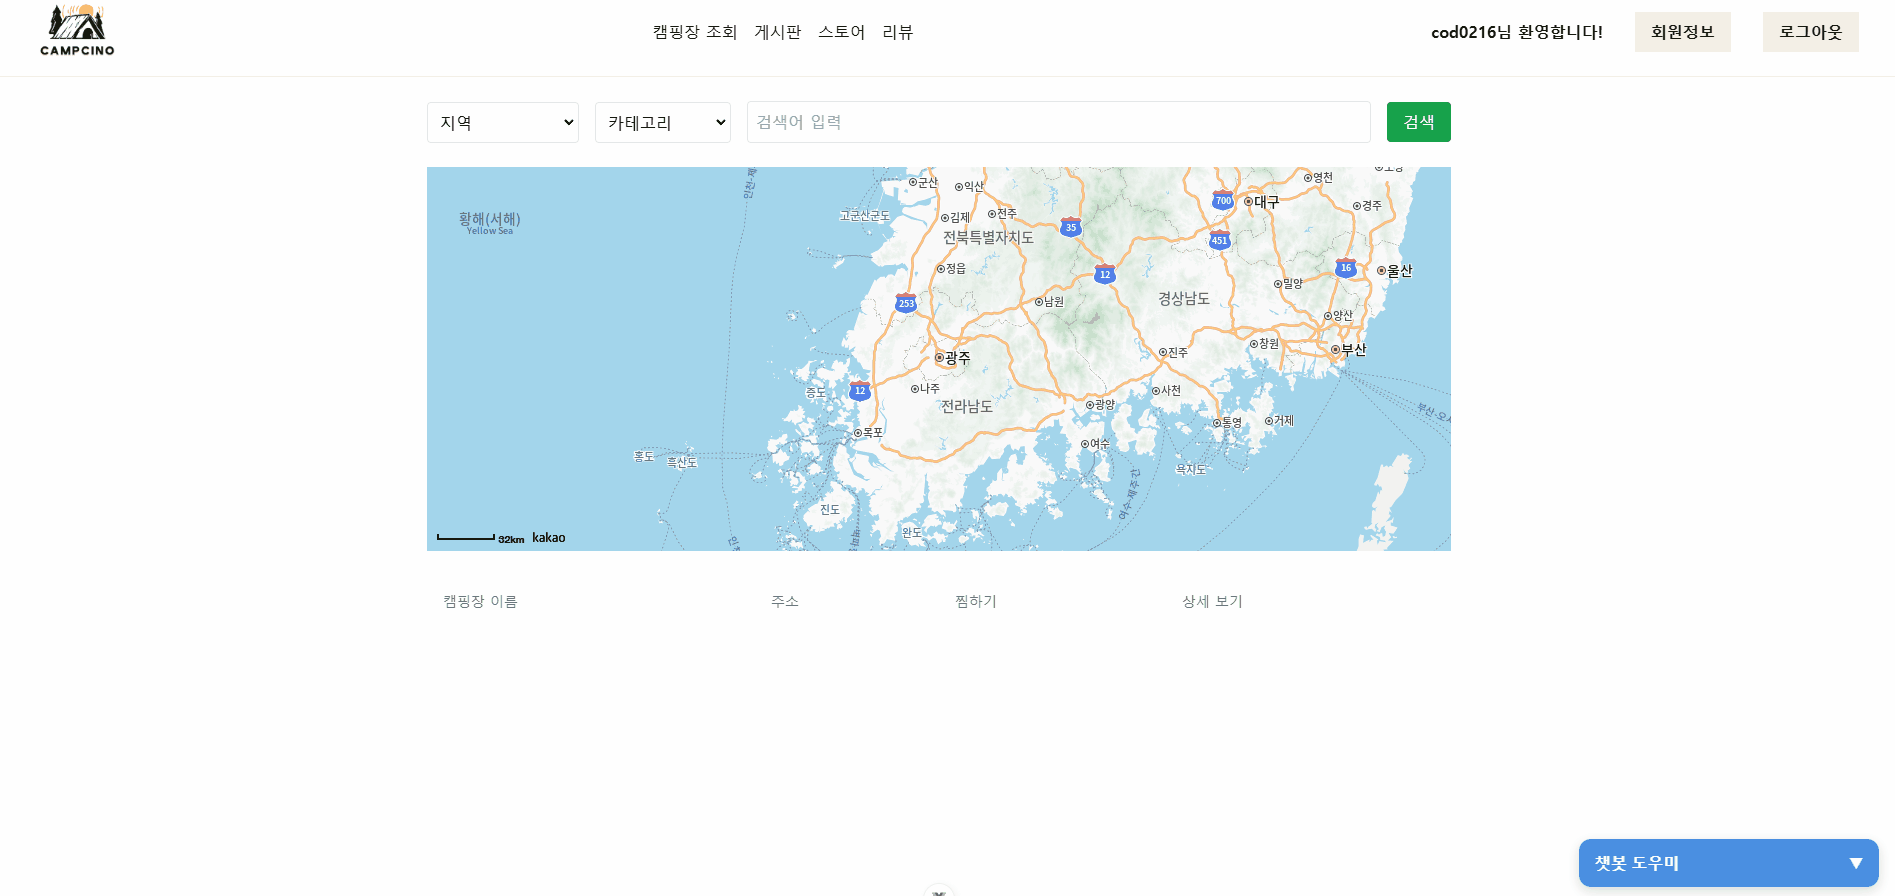 CAMPCINO
캠핑장 조회 게시판 스토어 리뷰
cod0216님 환영합니다!
회원정보
로그아웃
지역
카테고리
검색어 입력
검색
황해(서해)
Yellow Sea
고군산군도
군산
익산
김제
전주
전북특별자치도
정읍
남원
253
35
12
700
대구
451
영천
경주
16
울산
밀양
경상남도
양산
부산
창원
진주
사천
광주
나주
전라남도
12
증도
목포
광양
여수
통영
거제
욕지도
홍도
흑산도
진도
완도
여수-제주간
32km
kakao
캠핑장 이름
주소
찜하기
상세 보기
챗봇 도우미
▼